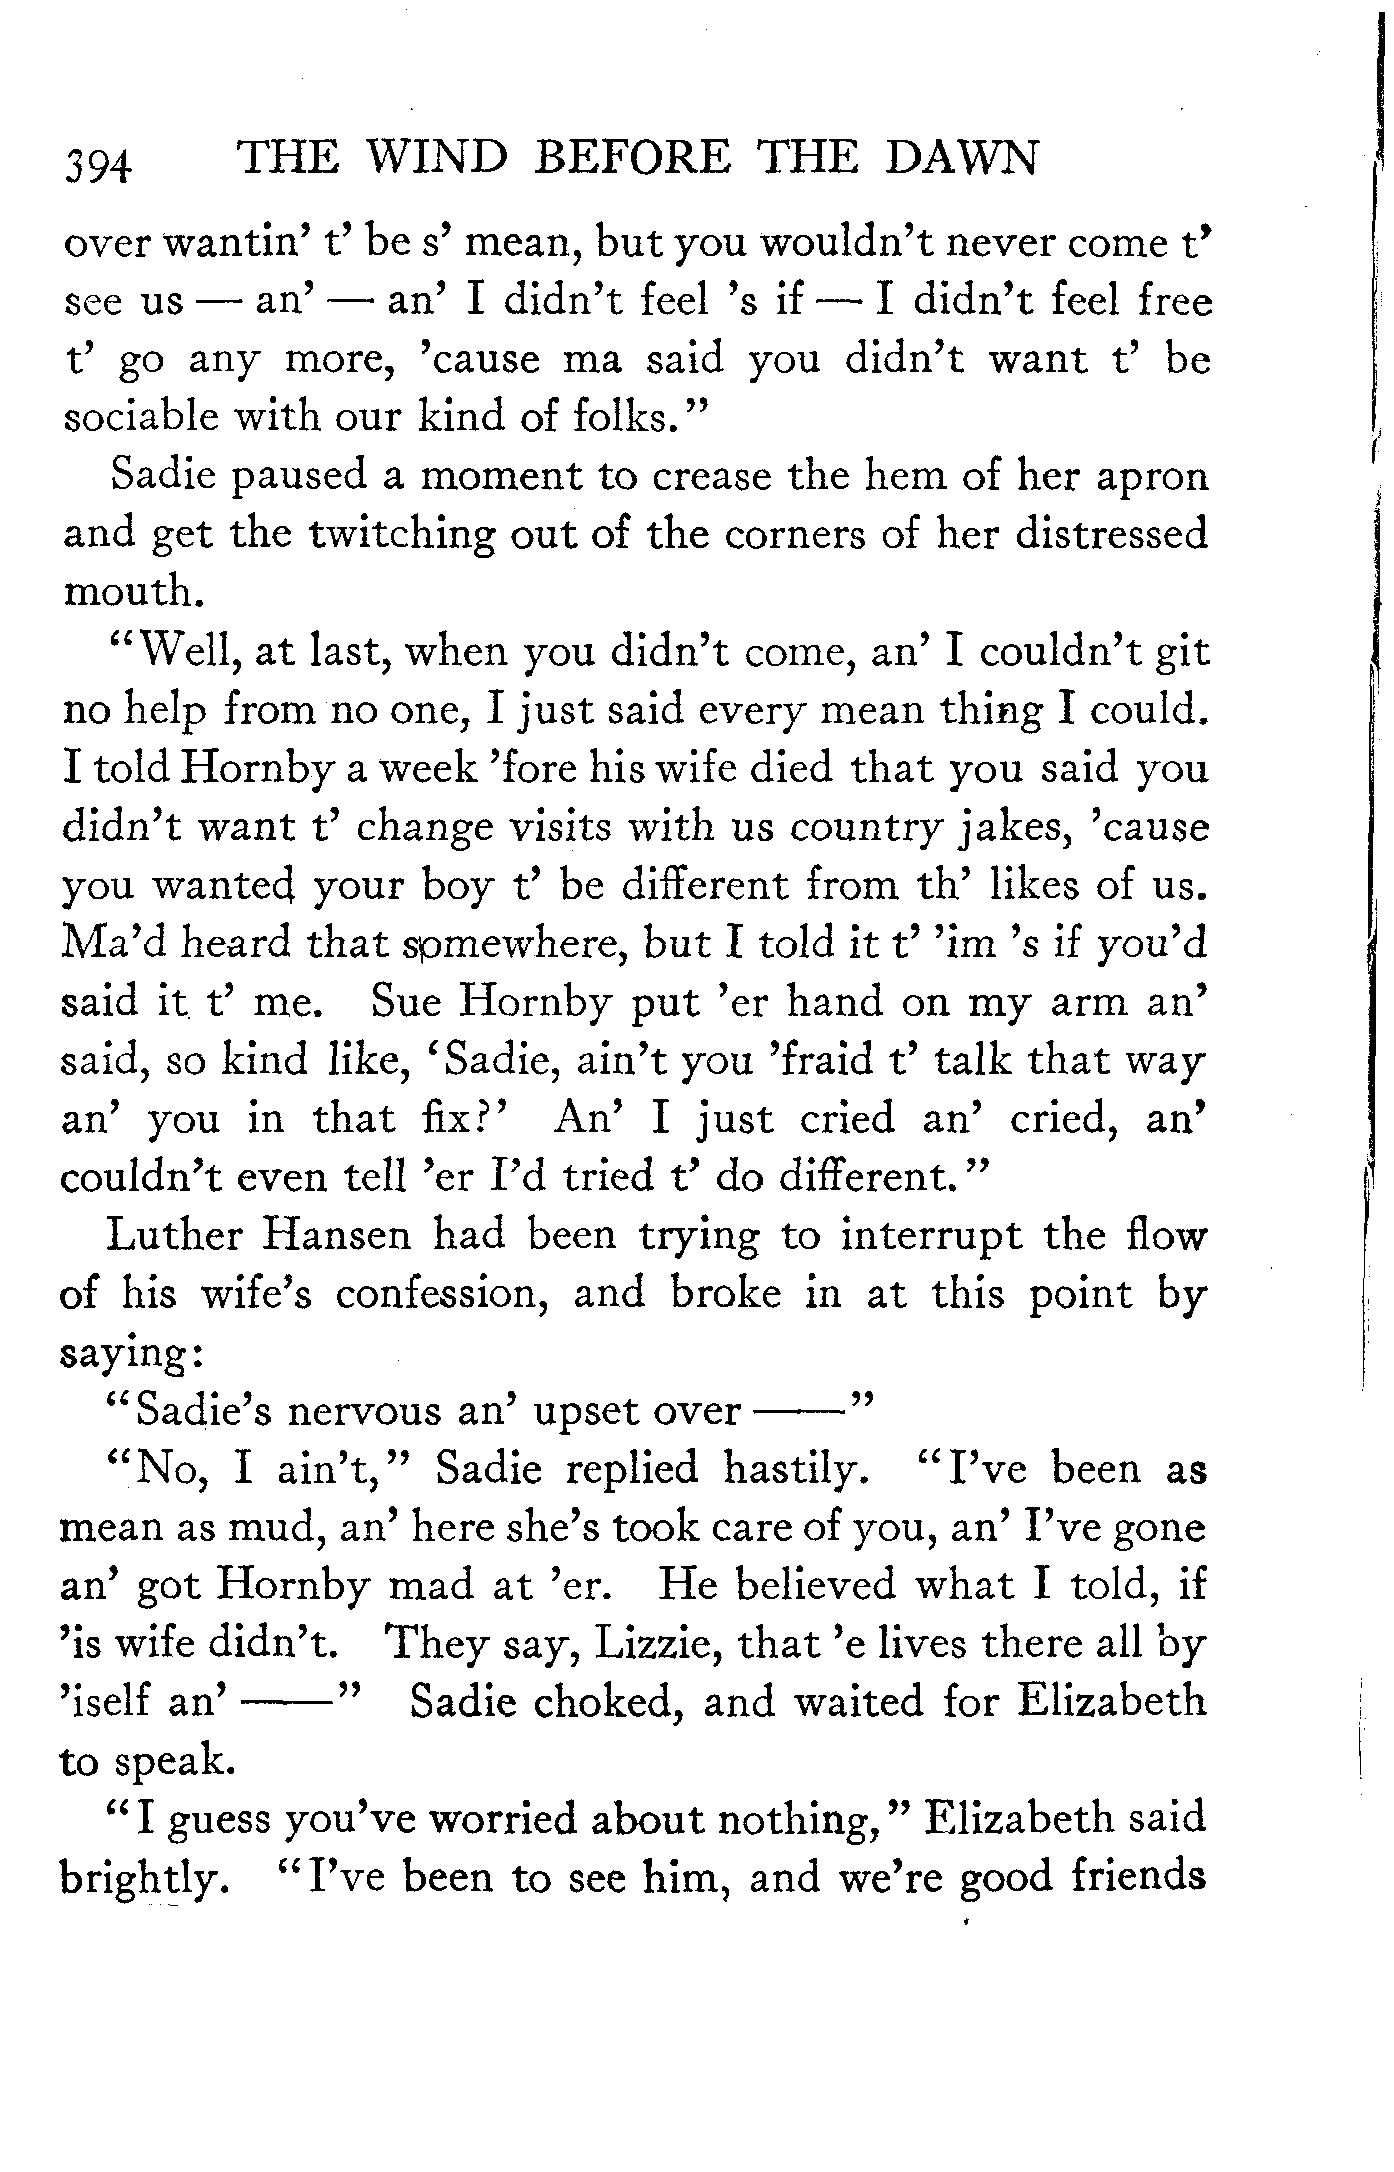 394 THE WIND BEFORE THE DAWN
over wantin’ t’ be s’ mean, but you wouldn’t never come t’
see us — an’ — an’ I didn’t feel ’s if — I didn’t feel free
t’ go any more, ’cause ma said you didn’t want t’ be
sociable with our kind of folks.”
Sadie paused a moment to crease the hem of her apron
and get the twitching out of the corners of her distressed
mouth.
“Well, at last, when you didn’t come, an’ I couldn’t git
no help from no one, I just said every mean thing I could.
I told Hornby a week ’fore his wife died that you said you
didn’t want t’ change visits with us country jakes, ’cause
you wanted your boy t’ be different from th’ likes of us.
Ma’d heard that somewhere, but I told it t’ ’im ’s if you’d
said it t’ me. Sue Hornby put ’er hand on my arm an’
said, so kind like, ‘Sadie, ain’t you ’fraid t’ talk that way
an’ you in that fix?’ An’ I just cried an’ cried, an’
couldn’t even tell ’er I’d tried t’ do different.”
Luther Hansen had been trying to interrupt the flow
of his wife’s confession, and broke in at this point by
saying:
“Sadie’s nervous an’ upset over ——”
“No, I ain’t,” Sadie replied hastily. “I’ve been as
mean as mud, an’ here she’s took care of you, an’ I’ve gone
an’ got Hornby mad at ’er. He believed what I told, if
’is wife didn’t. They say, Lizzie, that ’e lives there all by
’iself an’ ——” Sadie choked, and waited for Elizabeth
to speak.
“I guess you’ve worried about nothing,” Elizabeth said
brightly. “I’ve been to see him, and we’re good friends